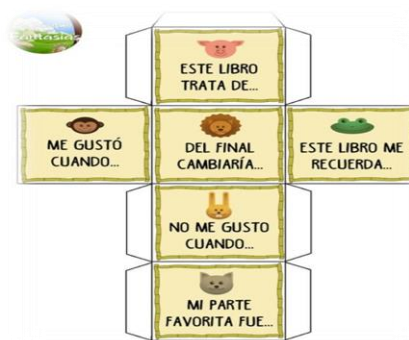 Fantasías
ESTE LIBRO
TRATA DE...
ME GUSTÓ
CUANDO...
DEL FINAL
CAMBIARÍA...
ESTE LIBRO ME
RECUERDA...
NO ME GUSTO
CUANDO...
MI PARTE
FAVORITA FUE...